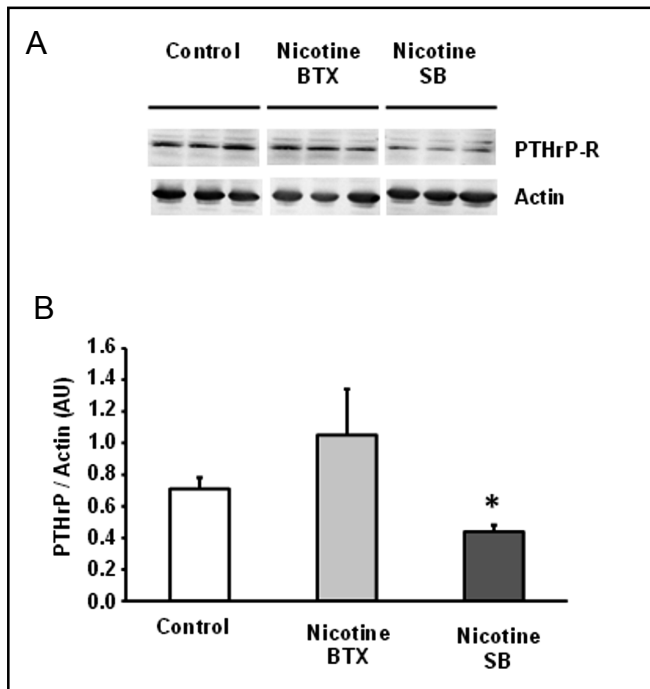 A
Control Nicotine Nicotine
BTX SB
PTHrP-R
Actin
B
PTHrP / Actin (AU)
1.6
1.4
1.2
1.0
0.8
0.6
0.4
0.2
0.0
*
Control Nicotine Nicotine
BTX SB